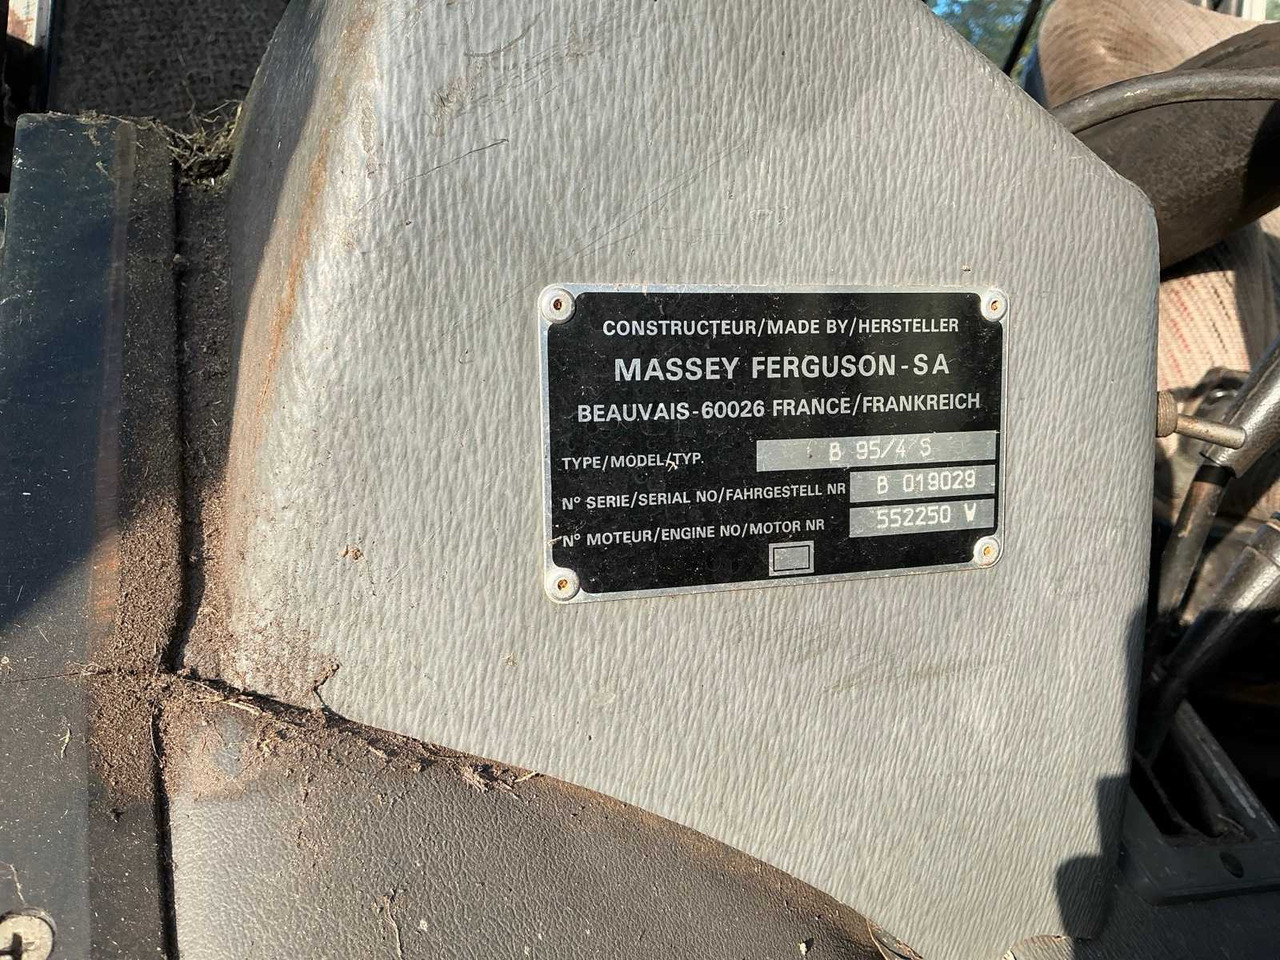 CONSTRUCTEUR/MADE BY/HERSTELLER
MASSEY FERGUSON-SA
BEAUVAIS-60026 FRANCE/FRANKREICH
TYPE/MODEL/TYP. B 95/4 S
N° SERIE/SERIAL NO/FAHRGESTELL NR B 019029
N° MOTEUR/ENGINE NO/MOTOR NR 552250 W